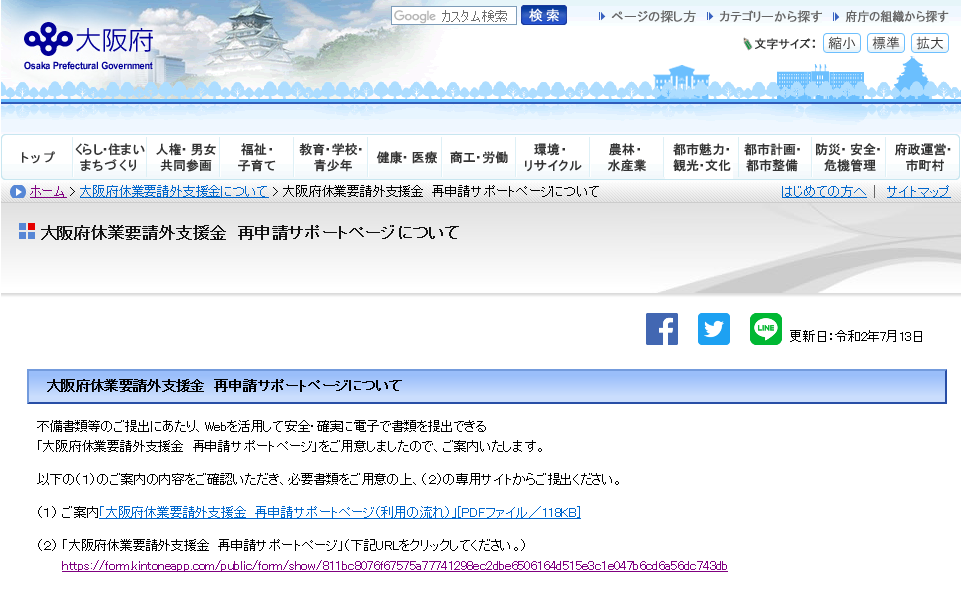 Google カスタム検索
検索
ページの探し方
カテゴリーから探す
府庁の組織から探す
大阪府
Osaka Prefectural Government
文字サイズ:
縮小
標準
拡大
トップ
くらし・住まい
まちづくり
人権・男女
共同参画
福祉・
子育て
教育・学校・
青少年
健康・医療
商工・労働
環境・
リサイクル
農林・
水産業
都市魅力・
観光・文化
都市計画・
都市整備
防災・安全・
危機管理
府政運営・
市町村
ホーム > 大阪府休業要請外支援金について > 大阪府休業要請外支援金 再申請サポートページについて
はじめての方へ | サイトマップ
大阪府休業要請外支援金 再申請サポートページについて
LINE
更新日:令和2年7月13日
大阪府休業要請外支援金 再申請サポートページについて
不備書類等のご提出にあたり、Webを活用して安全・確実に電子で書類を提出できる
「大阪府休業要請外支援金 再申請サポートページ」をご用意しましたので、ご案内いたします。
以下の(1)のご案内の内容をご確認いただき、必要書類をご用意の上、(2)の専用サイトからご提出ください。
(1) ご案内「大阪府休業要請外支援金 再申請サポートページ(利用の流れ)」[PDFファイル/118KB]
(2) 「大阪府休業要請外支援金 再申請サポートページ」(下記URLをクリックしてください。)
https://form.kintoneapp.com/public/form/show/811bc8076f67575a77741298ec2dbe6506164d515e3c1e047b6cd6a56dc743db